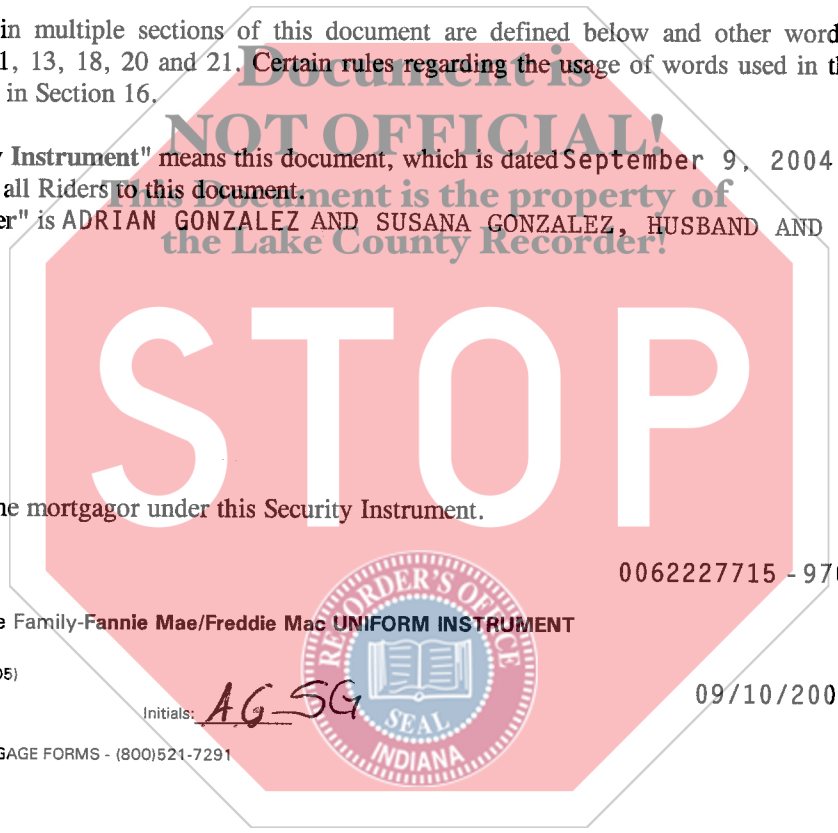 in multiple sections of this document are defined below and other word
1, 13, 18, 20 and 21. Certain rules regarding the usage of words used in th
Document is
in Section 16.
NOT OFFICIAL!
Instrument" means this document, which is dated September 9, 2004
all Riders to this document.
This Document is the property of
er" is ADRIAN GONZALEZ AND SUSANA GONZALEZ, HUSBAND AND
the Lake County Recorder!
STOP
he mortgagor under this Security Instrument.
0062227715 - 970
RECORDER'S OFFICE
e Family-Fannie Mae/Freddie Mac UNIFORM INSTRUMENT
05)
Initials: AG SG
09/10/200
SEAL
INDIANA
GAGE FORMS - (800)521-7291